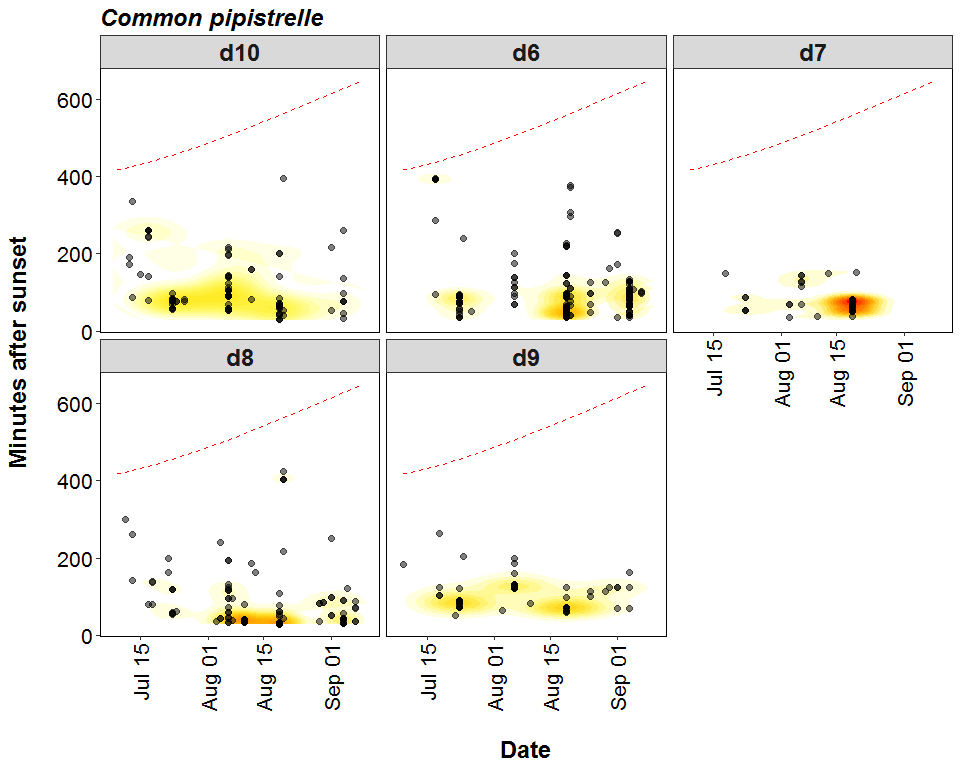 Common pipistrelle
d10 d6 d7
600
400
200
0
Jul 15 Aug 01 Aug 15 Sep 01
d8 d9
600
400
200
0
Jul 15 Aug 01 Aug 15 Sep 01 Jul 15 Aug 01 Aug 15 Sep 01
Minutes after sunset
Date